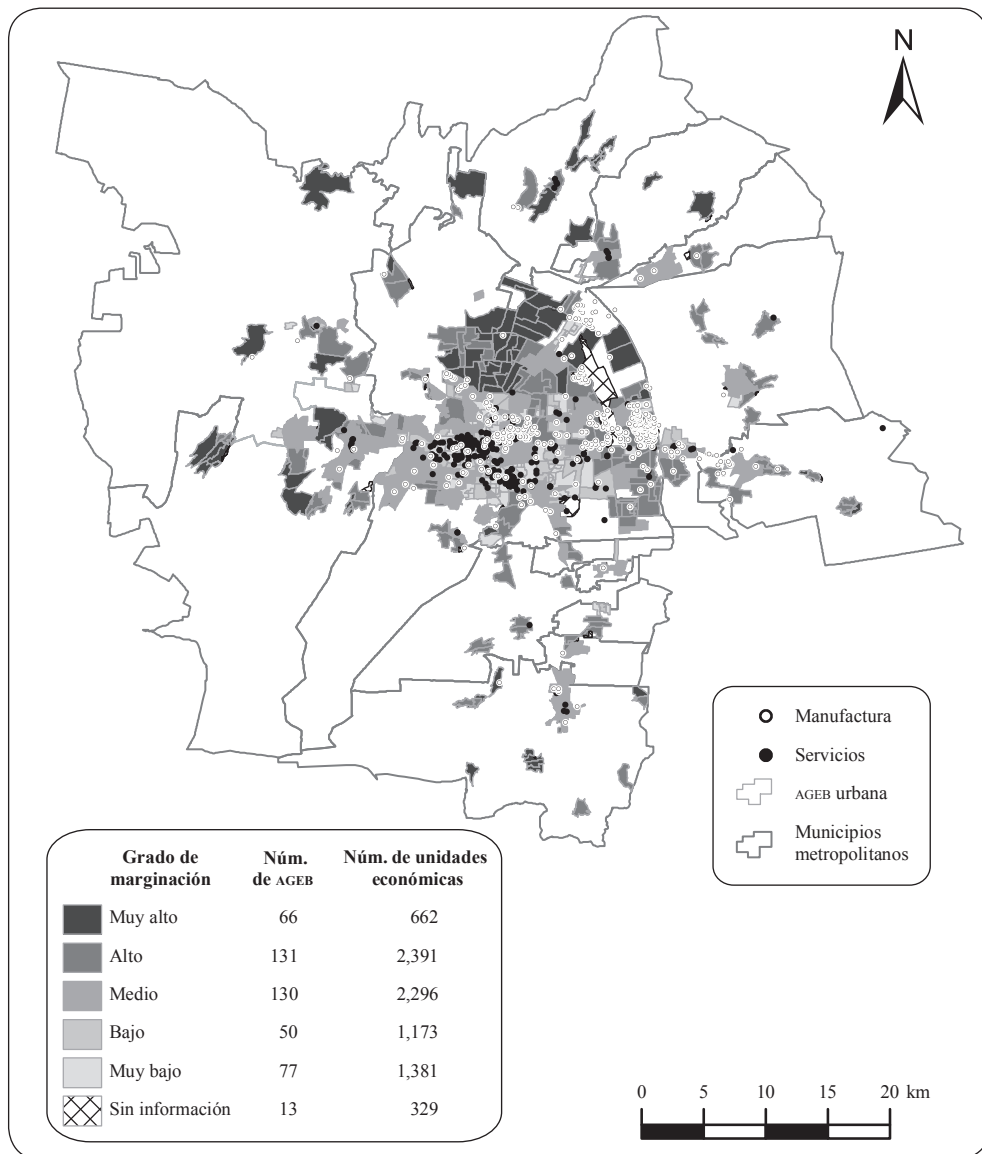 N
Manufactura
Servicios
AGEB urbana
Municipios
metropolitanos
Grado de marginación Núm. de AGEB Núm. de unidades económicas
Muy alto 66 662
Alto 131 2,391
Medio 130 2,296
Bajo 50 1,173
Muy bajo 77 1,381
Sin información 13 329
0 5 10 15 20 km